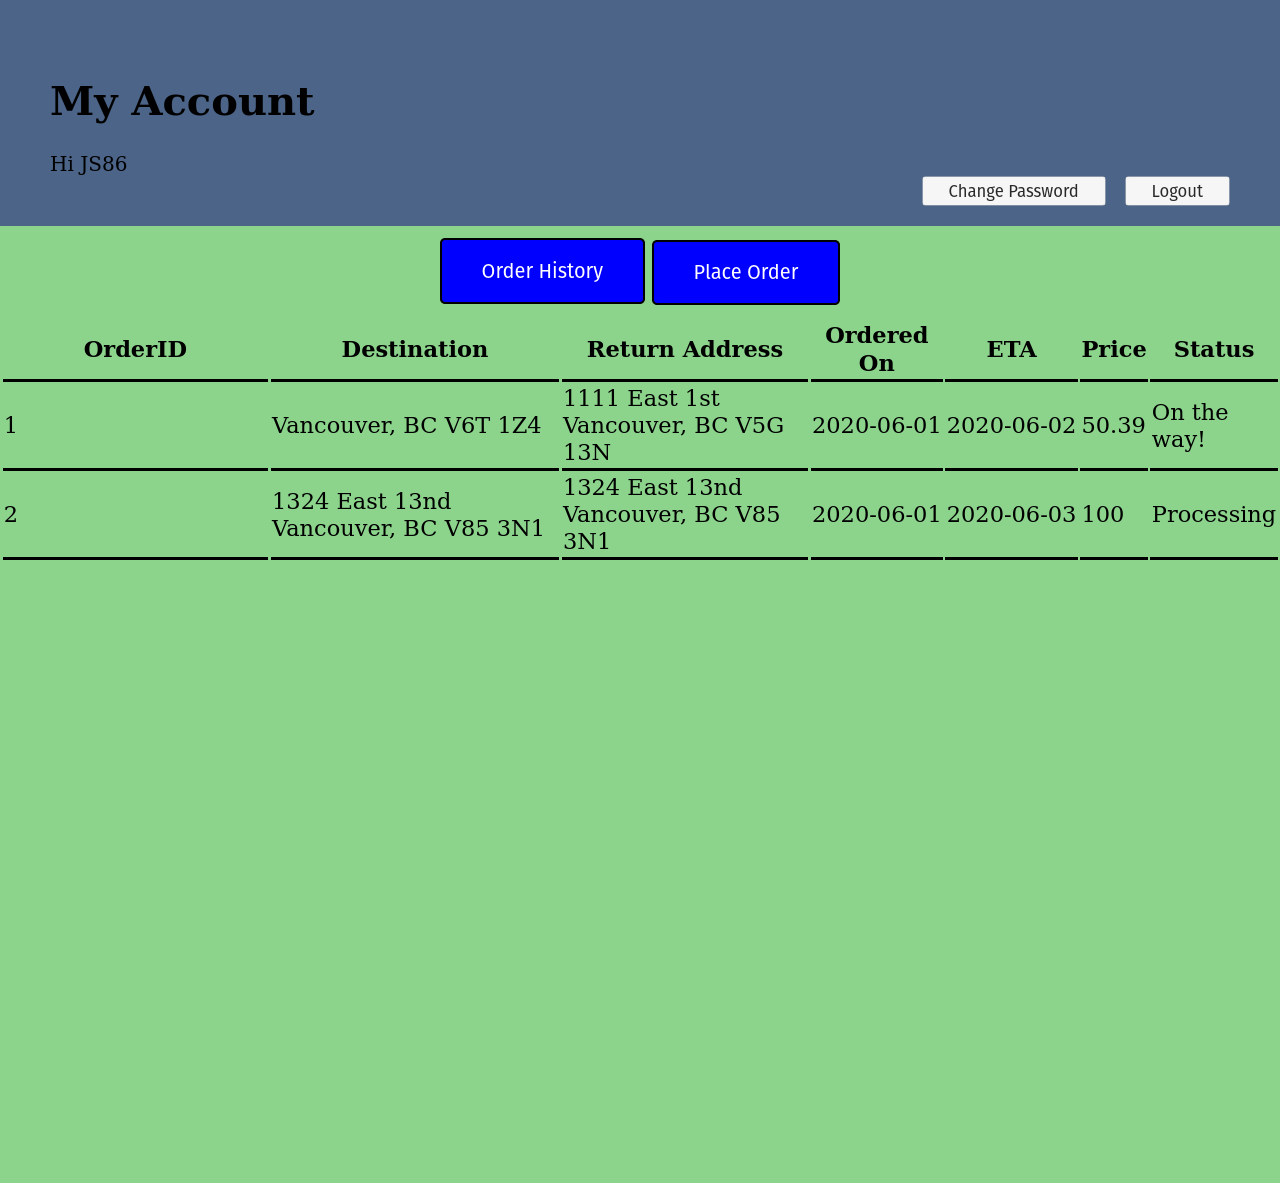 My Account
Hi JS86
Change Password Logout
Order History Place Order
OrderID Destination Return Address Ordered On ETA Price Status
1 Vancouver, BC V6T 1Z4 1111 East 1st Vancouver, BC V5G 13N 2020-06-01 2020-06-02 50.39 On the way!
2 1324 East 13nd Vancouver, BC V85 3N1 1324 East 13nd Vancouver, BC V85 3N1 2020-06-01 2020-06-03 100 Processing